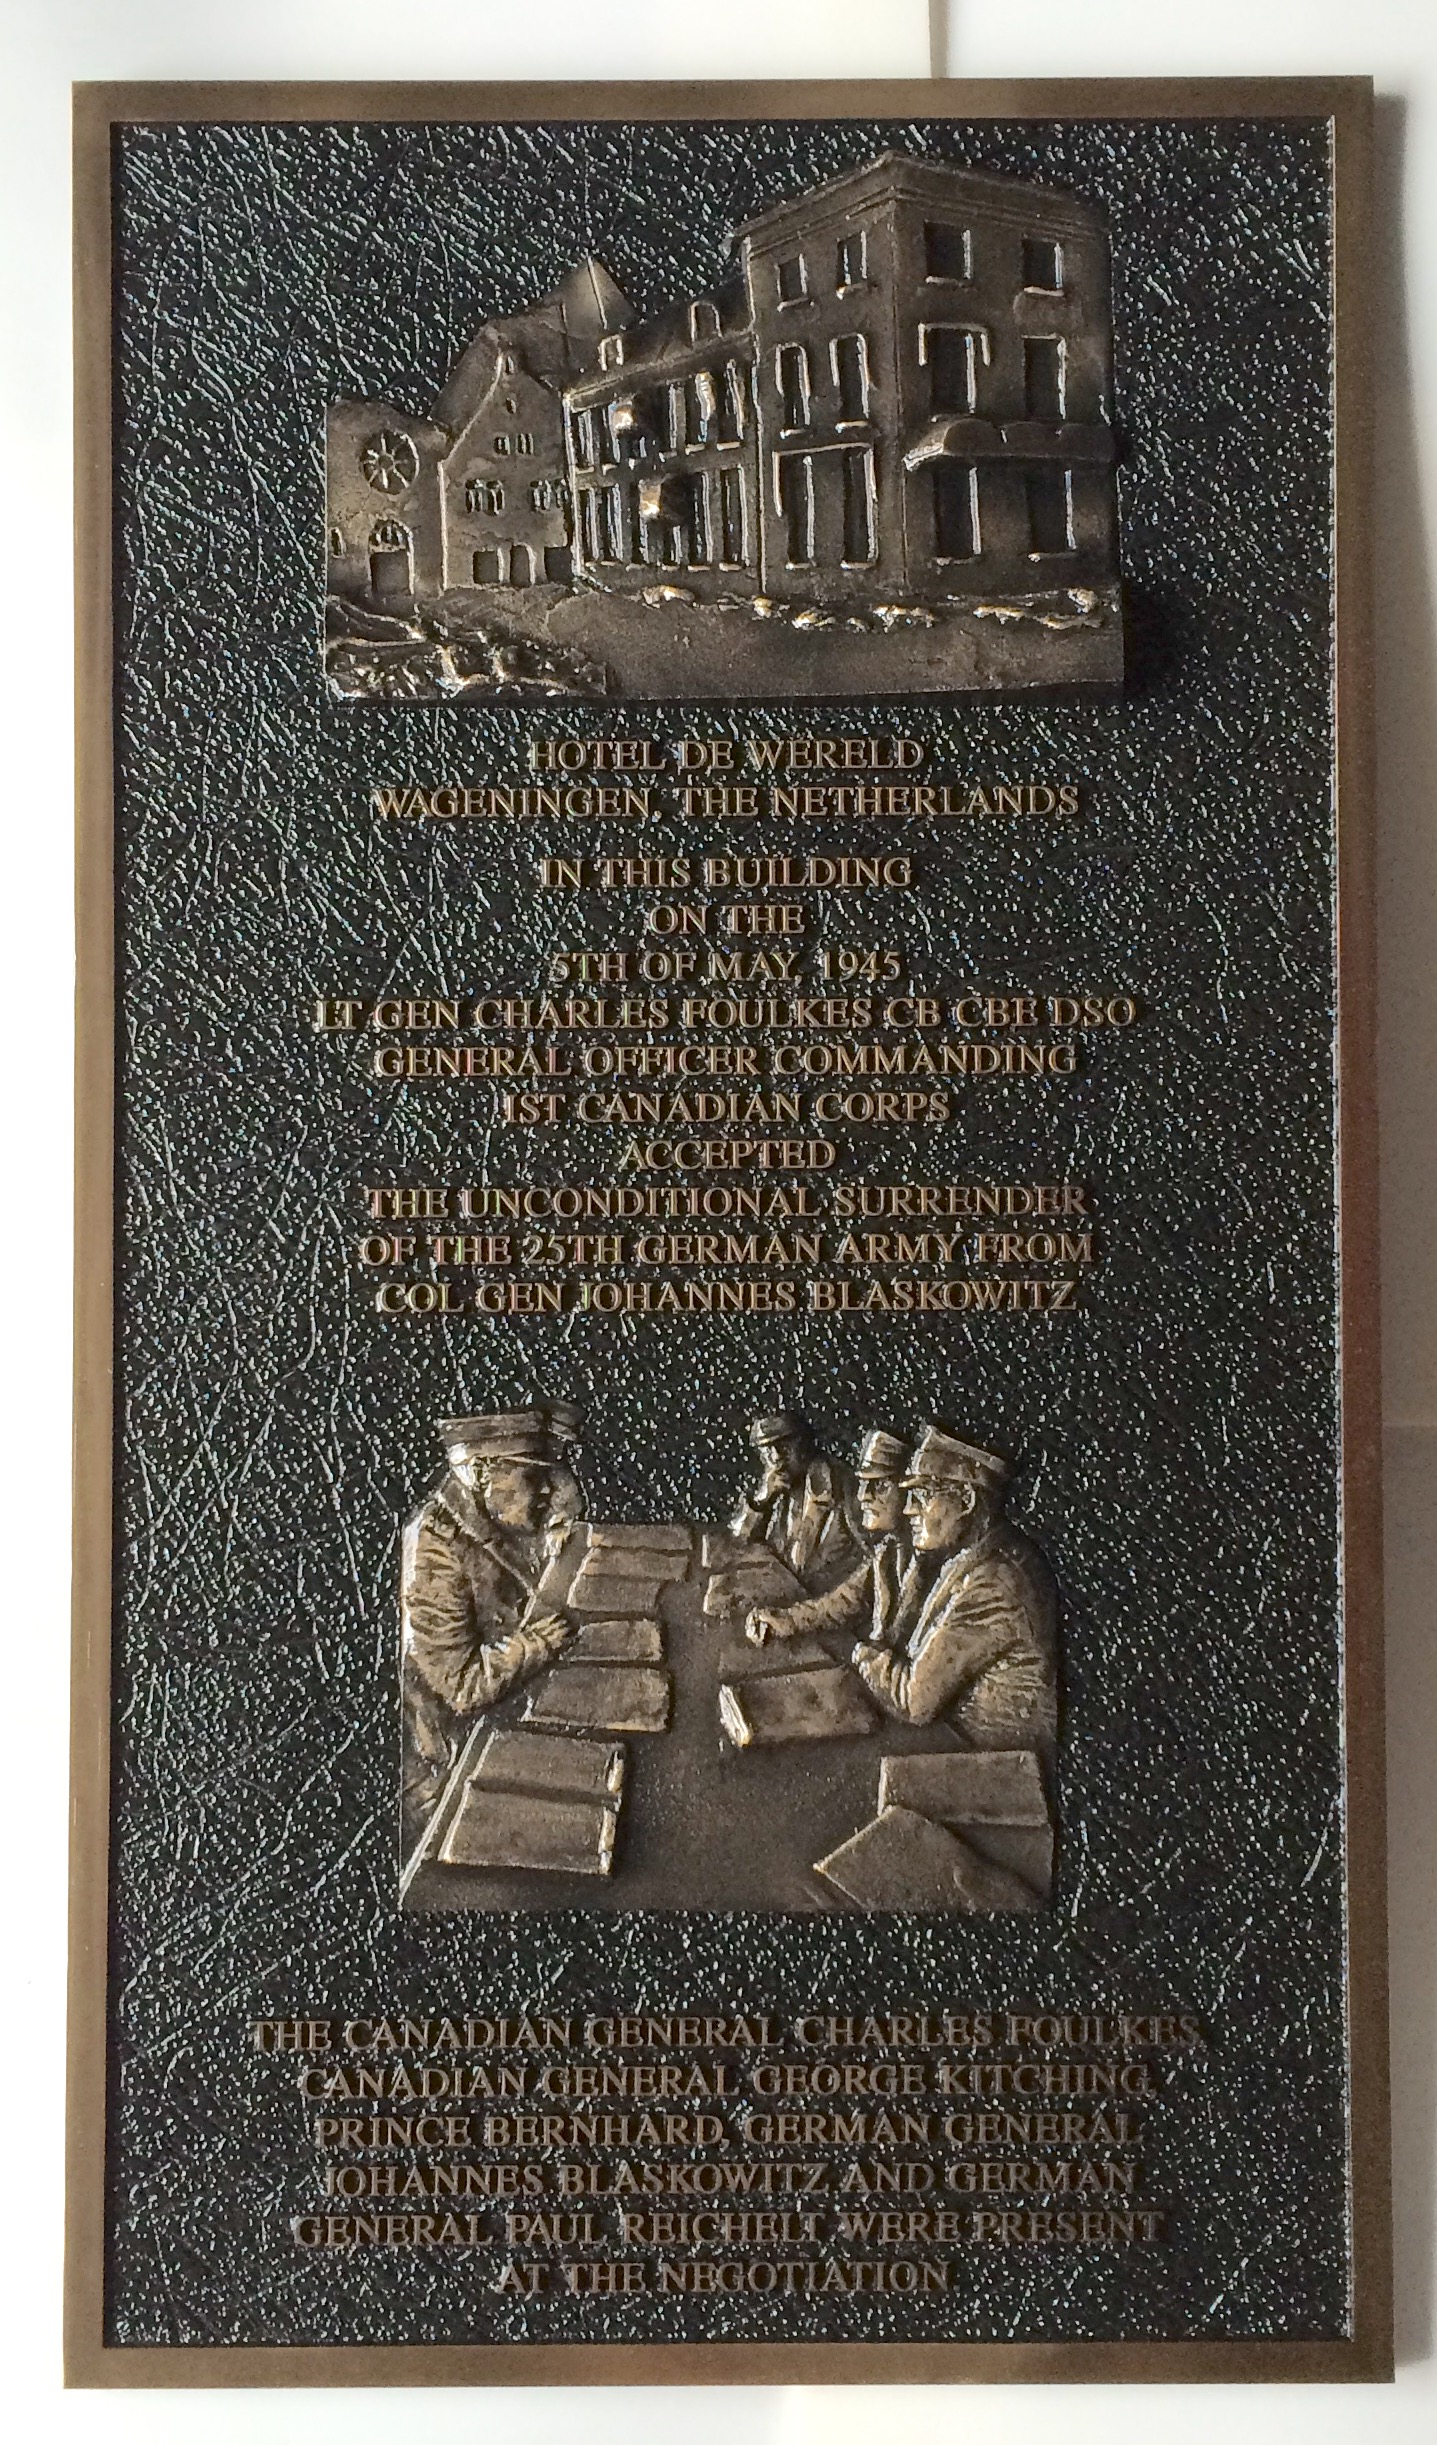 HOTEL DE WERELD
WAGENINGEN, THE NETHERLANDS
IN THIS BUILDING
ON THE
5TH OF MAY, 1945
LT GEN CHARLES FOULKES CB CBE DSO
GENERAL OFFICER COMMANDING
1ST CANADIAN CORPS
ACCEPTED
THE UNCONDITIONAL SURRENDER
OF THE 25TH GERMAN ARMY FROM
COL GEN JOHANNES BLASKOWITZ
THE CANADIAN GENERAL CHARLES FOULKES
CANADIAN GENERAL GEORGE KITCHING,
PRINCE BERNHARD, GERMAN GENERAL
JOHANNES BLASKOWITZ AND GERMAN
GENERAL PAUL REICHELT WERE PRESENT
AT THE NEGOTIATION.